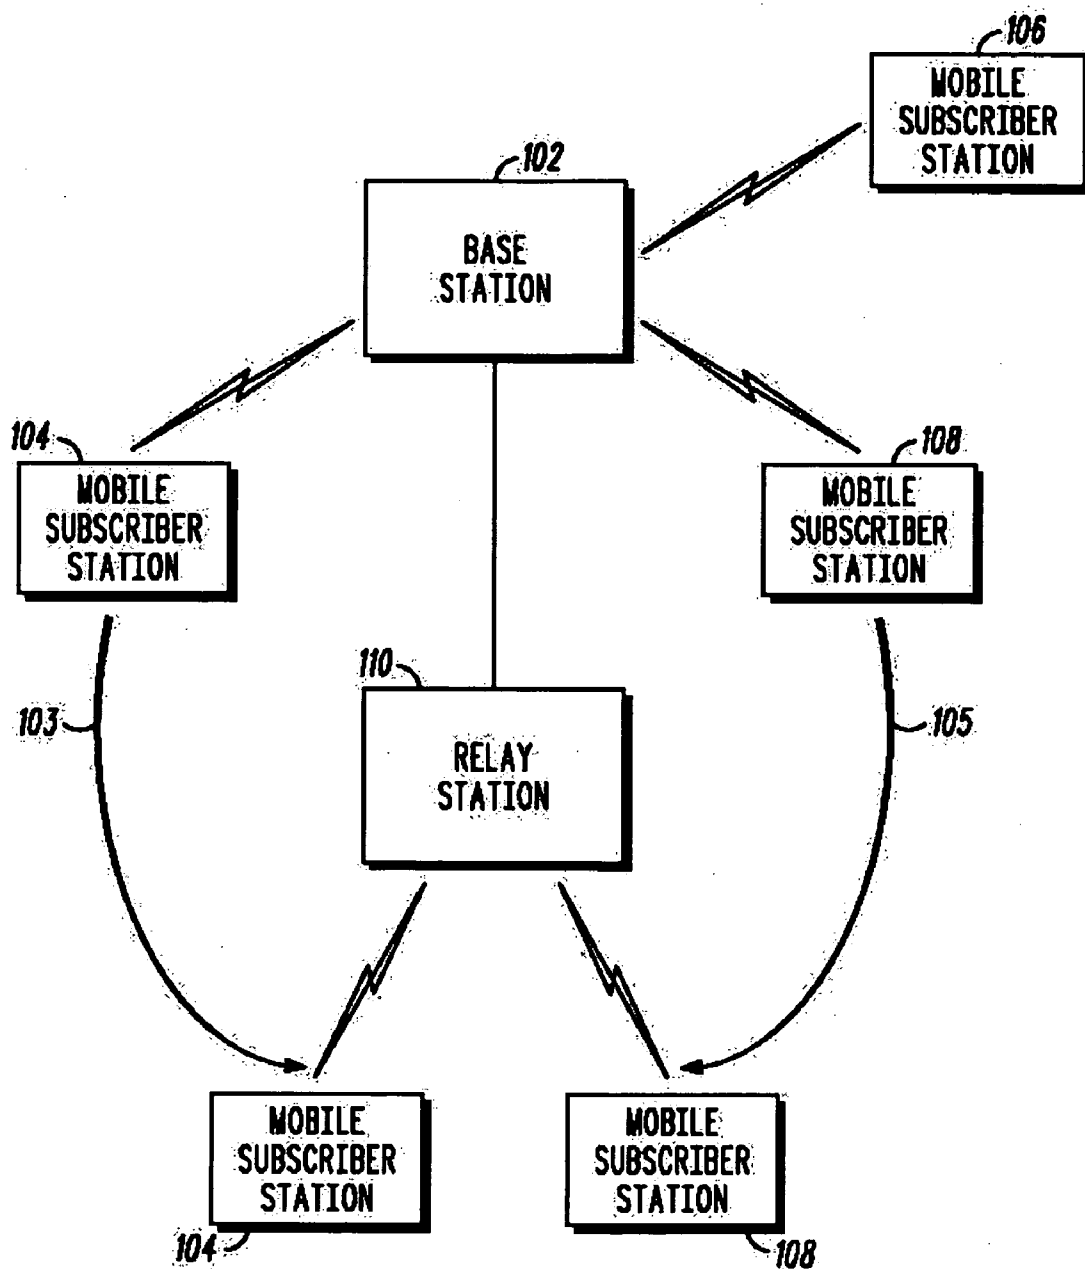 106
MOBILE
SUBSCRIBER
STATION
102
BASE
STATION
104
MOBILE
SUBSCRIBER
STATION
108
MOBILE
SUBSCRIBER
STATION
110
103
105
RELAY
STATION
MOBILE
SUBSCRIBER
STATION
104
MOBILE
SUBSCRIBER
STATION
108